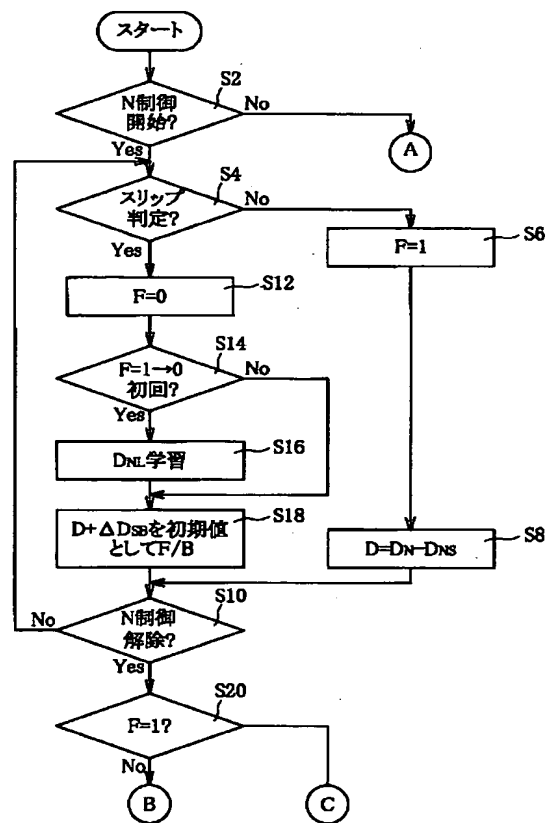 スタート
S2
N制御
開始?
No
Yes
A
S4
スリップ
判定?
No
Yes
S6
F=1
S12
F=0
S14
F=1→0
初回?
No
Yes
S16
DNL学習
S18
D+ΔDSBを初期値
としてF/B
S8
D=DN-DNS
S10
N制御
解除?
No
Yes
S20
F=1?
No
B
C